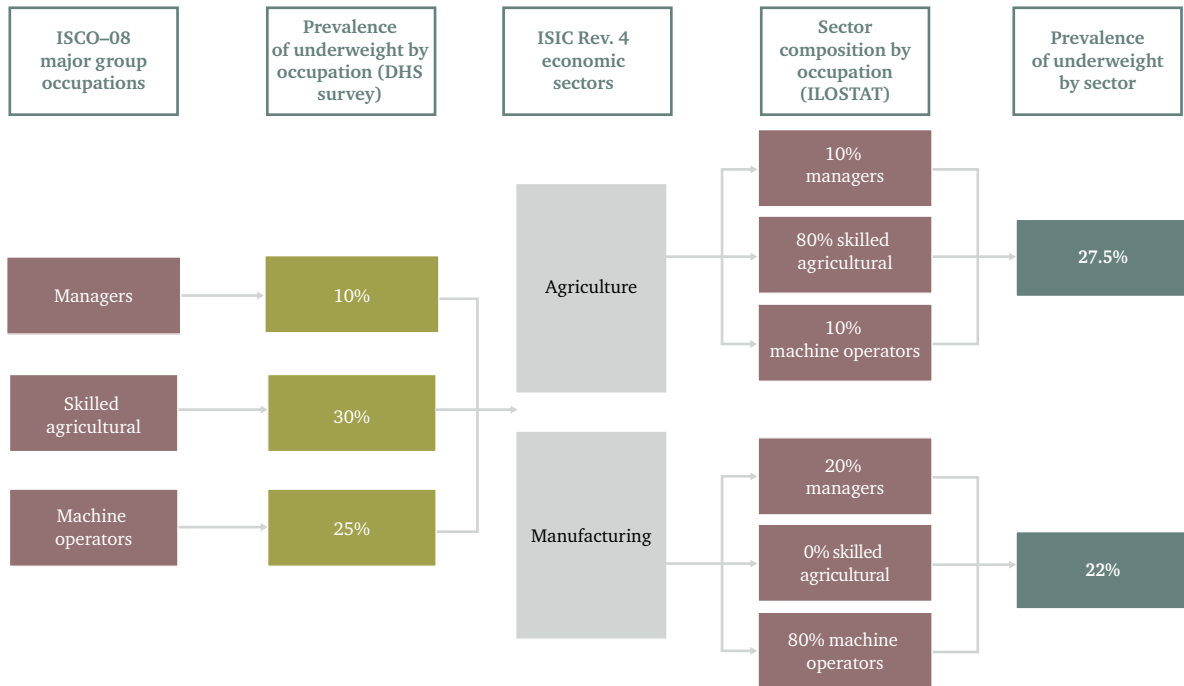 ISCO–08
major group
occupations
Prevalence
of underweight by
occupation (DHS
survey)
ISIC Rev. 4
economic
sectors
Sector
composition by
occupation
(ILOSTAT)
Prevalence
of underweight
by sector
Managers
10%
Skilled
agricultural
30%
Machine
operators
25%
Agriculture
10%
managers
80% skilled
agricultural
10%
machine operators
27.5%
Manufacturing
20%
managers
0% skilled
agricultural
80% machine
operators
22%